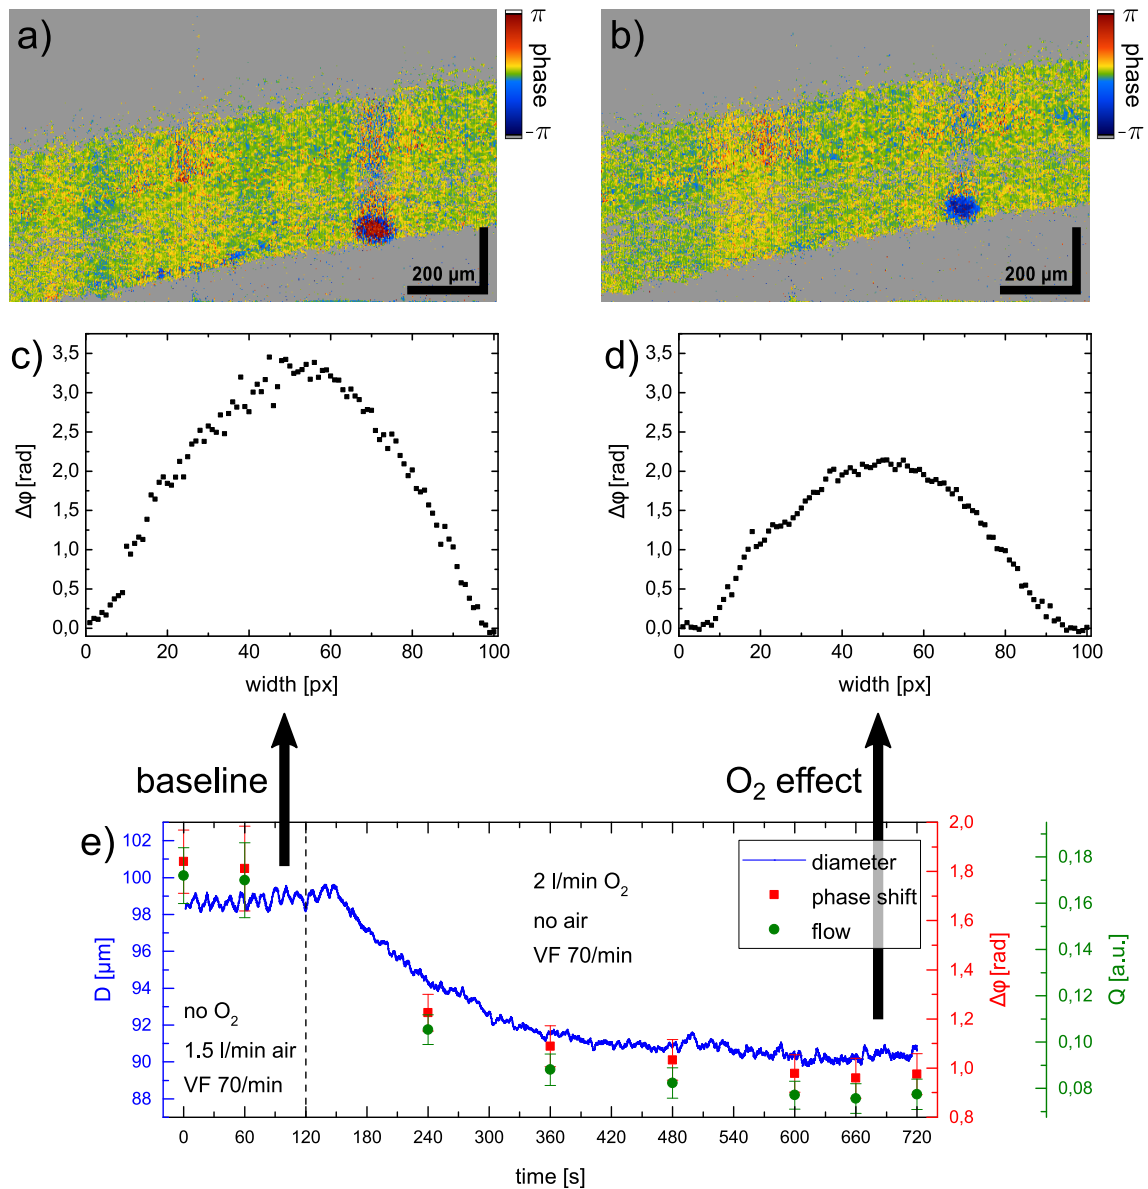 a)
π
phase
-π
200 µm
b)
π
phase
-π
200 µm
c)
3,5
3,0
2,5
2,0
1,5
1,0
0,5
0,0
Δφ [rad]
0 20 40 60 80 100
width [px]
d)
3,5
3,0
2,5
2,0
1,5
1,0
0,5
0,0
Δφ [rad]
0 20 40 60 80 100
width [px]
baseline
O₂ effect
e)
102
100
98
96
94
92
90
88
D [µm]
no O₂
1.5 l/min air
VF 70/min
2 l/min O₂
no air
VF 70/min
diameter
phase shift
flow
2,0
1,8
1,6
1,4
1,2
1,0
0,8
Δφ [rad]
0,18
0,16
0,14
0,12
0,10
0,08
Q [a.u.]
0 60 120 180 240 300 360 420 480 540 600 660 720
time [s]